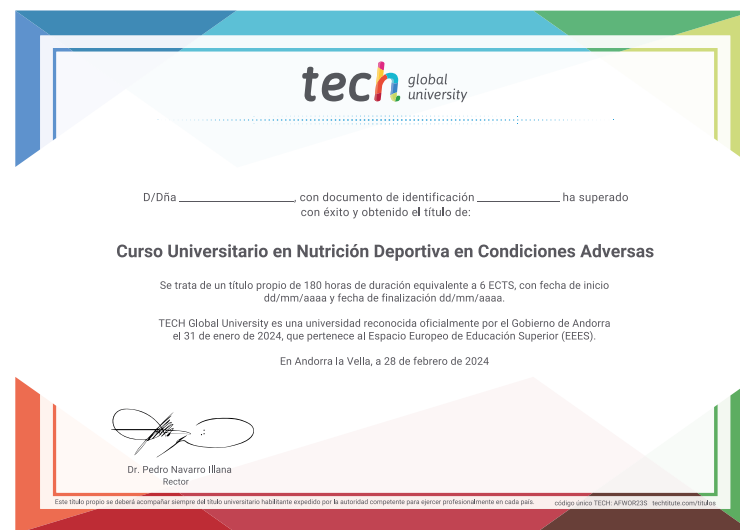 tech global university
D/Dña ____________________, con documento de identificación ______________ ha superado
con éxito y obtenido el título de:
Curso Universitario en Nutrición Deportiva en Condiciones Adversas
Se trata de un título propio de 180 horas de duración equivalente a 6 ECTS, con fecha de inicio
dd/mm/aaaa y fecha de finalización dd/mm/aaaa.
TECH Global University es una universidad reconocida oficialmente por el Gobierno de Andorra
el 31 de enero de 2024, que pertenece al Espacio Europeo de Educación Superior (EEES).
En Andorra la Vella, a 28 de febrero de 2024
Dr. Pedro Navarro Illana
Rector
Este título propio se deberá acompañar siempre del título universitario habilitante expedido por la autoridad competente para ejercer profesionalmente en cada país. código único TECH: AFWOR23S techtitute.com/titulos